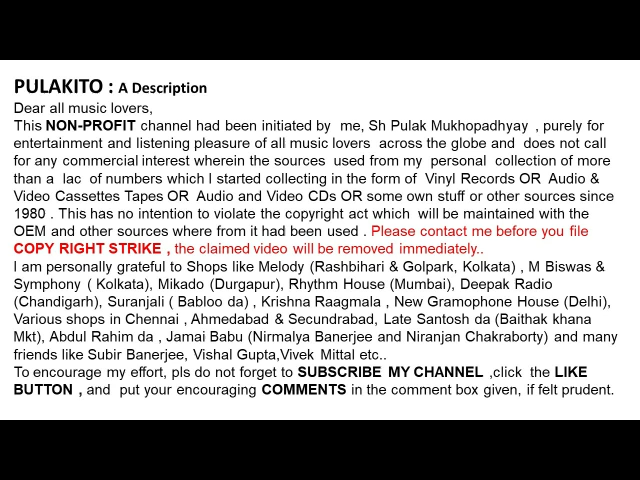 PULAKITO : A Description
Dear all music lovers,
This NON-PROFIT channel had been initiated by me, Sh Pulak Mukhopadhyay , purely for
entertainment and listening pleasure of all music lovers across the globe and does not call
for any commercial interest wherein the sources used from my personal collection of more
than a lac of numbers which I started collecting in the form of Vinyl Records OR Audio &
Video Cassettes Tapes OR Audio and Video CDs OR some own stuff or other sources since
1980 . This has no intention to violate the copyright act which will be maintained with the
OEM and other sources where from it had been used . Please contact me before you file
COPY RIGHT STRIKE , the claimed video will be removed immediately..
I am personally grateful to Shops like Melody (Rashbihari & Golpark, Kolkata) , M Biswas &
Symphony ( Kolkata), Mikado (Durgapur), Rhythm House (Mumbai), Deepak Radio
(Chandigarh), Suranjali ( Babloo da) , Krishna Raagmala , New Gramophone House (Delhi),
Various shops in Chennai , Ahmedabad & Secundrabad, Late Santosh da (Baithak khana
Mkt), Abdul Rahim da , Jamai Babu (Nirmalya Banerjee and Niranjan Chakraborty) and many
friends like Subir Banerjee, Vishal Gupta,Vivek Mittal etc..
To encourage my effort, pls do not forget to SUBSCRIBE MY CHANNEL ,click the LIKE
BUTTON , and put your encouraging COMMENTS in the comment box given, if felt prudent.